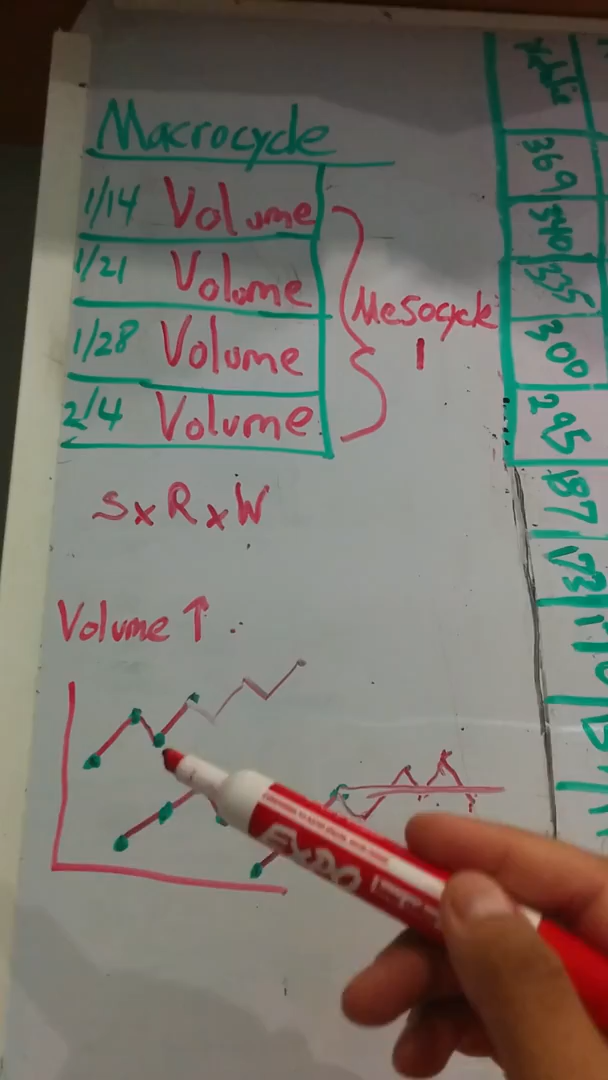 Macrocycle
1/14 Volume
1/21 Volume
1/28 Volume
2/4 Volume
Mesocycle
1
S x R x W
Volume ↑
EXPO
369
340
335
300
295
187
173